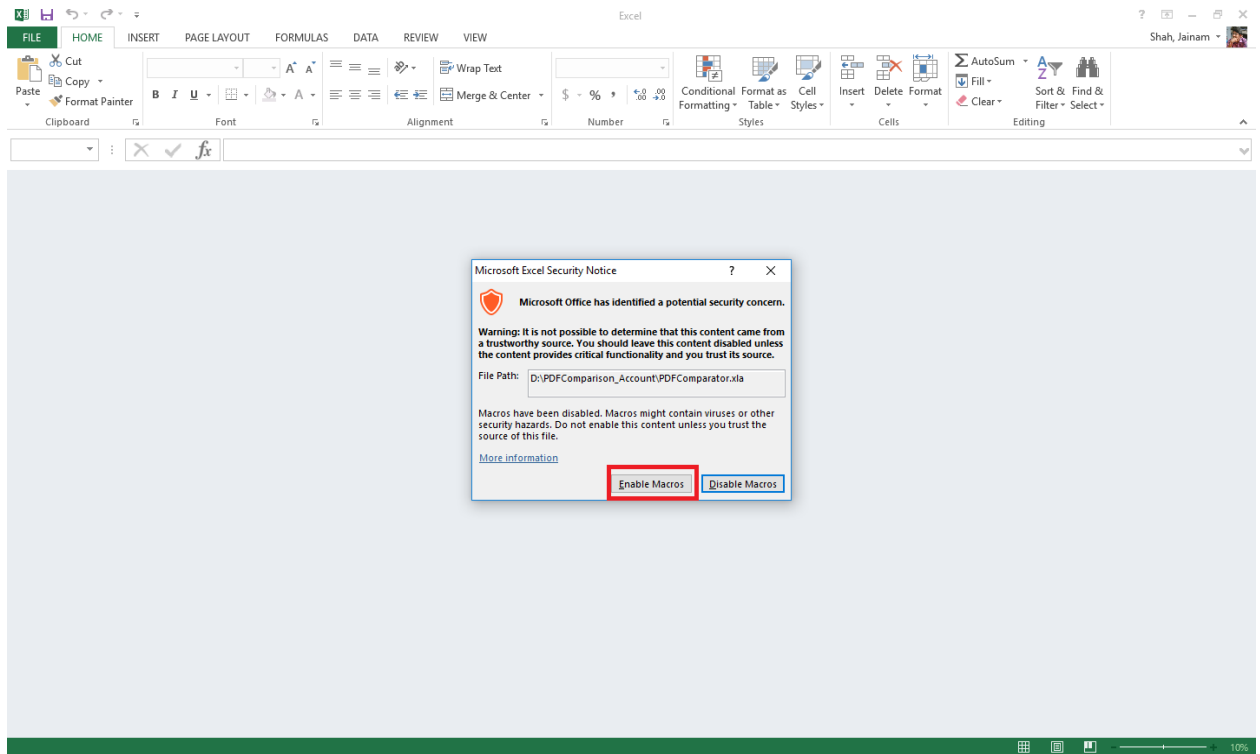 Excel
FILE HOME INSERT PAGE LAYOUT FORMULAS DATA REVIEW VIEW
Shah, Jainam
Paste
Cut
Copy
Format Painter
Clipboard
B I U
Font
Wrap Text
Merge & Center
Alignment
$ % ,
Number
Conditional Formatting
Format as Table
Cell Styles
Styles
Insert Delete Format
Cells
AutoSum
Fill
Clear
Sort & Filter
Find & Select
Editing
fx
Microsoft Excel Security Notice ?
Microsoft Office has identified a potential security concern.
Warning: It is not possible to determine that this content came from
a trustworthy source. You should leave this content disabled unless
the content provides critical functionality and you trust its source.
File Path: D:\PDFComparison_Account\PDFComparator.xla
Macros have been disabled. Macros might contain viruses or other
security hazards. Do not enable this content unless you trust the
source of this file.
More information
Enable Macros Disable Macros
10%